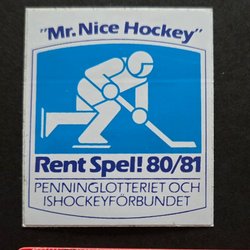 "Mr. Nice Hockey"
Rent Spel! 80/81
PENNINGLOTTERIET OCH
ISHOCKEYFÖRBUNDET